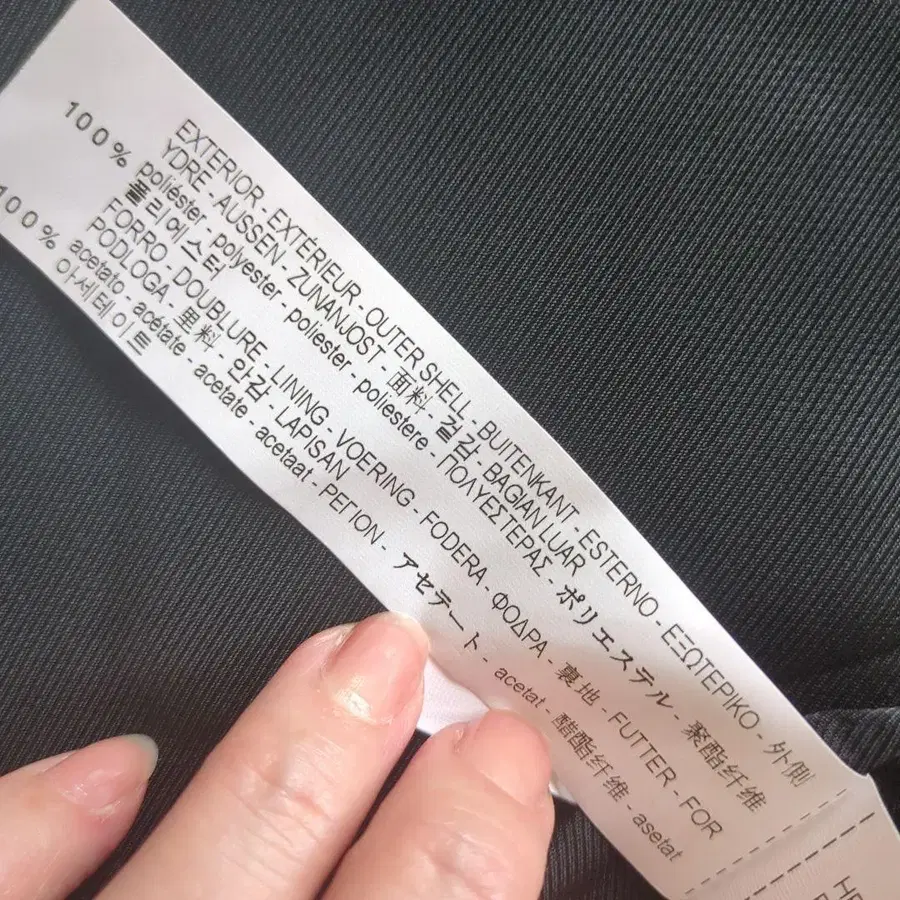 EXTERIOR - EXTÉRIEUR - OUTER SHELL - BUITENKANT - ESTERNO - ΕΞΩΤΕΡΙΚΟ - 外側
YDRE - AUSSEN - ZUNANJOST - 面料 - 겉감 - BAGIAN LUAR
100% poliéster - polyester - poliester - poliestere - ΠΟΛΥΕΣΤΕΡΑΣ - ポリエステル - 聚酯纤维
폴리에스터
FORRO - DOUBLURE - LINING - VOERING - FODERA - ΦΟΔΡΑ - 裏地 - FUTTER - FOR
PODLOGA - 里料 - 안감 - LAPISAN
100% acetato - acétate - acetate - acetaat - ΡΕΓΙΟΝ - アセテート - acetat - 醋酯纤维 - asetat
아세테이트